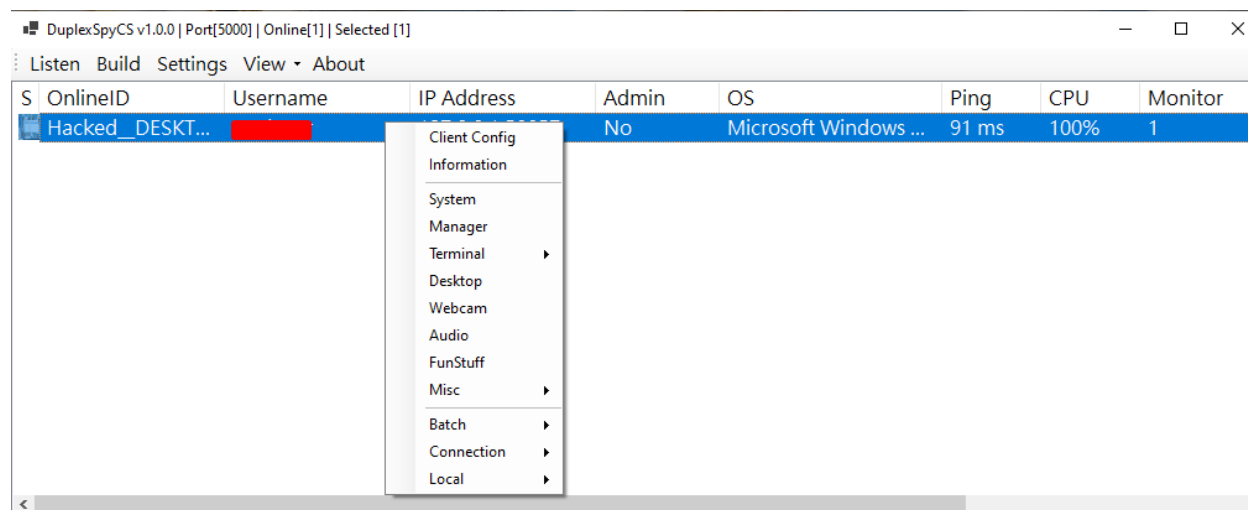 DuplexSpyCS v1.0.0 | Port[5000] | Online[1] | Selected [1]
Listen Build Settings View About
S OnlineID Username IP Address Admin OS Ping CPU Monitor
Hacked__DESKT... No Microsoft Windows ... 91 ms 100% 1
Client Config
Information
System
Manager
Terminal
Desktop
Webcam
Audio
FunStuff
Misc
Batch
Connection
Local